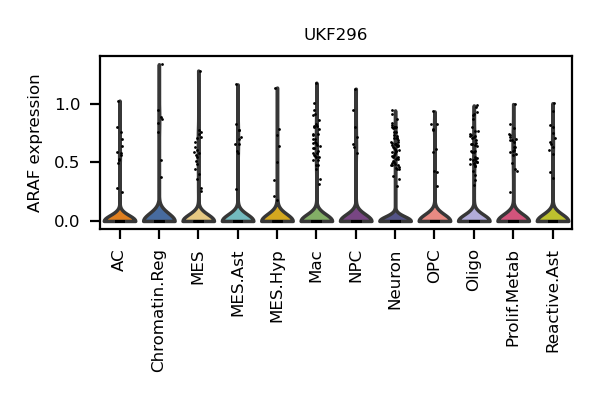 UKF296
ARAF expression
1.0
0.5
0.0
AC
Chromatin.Reg
MES
MES.Ast
MES.Hyp
Mac
NPC
Neuron
OPC
Oligo
Prolif.Metab
Reactive.Ast